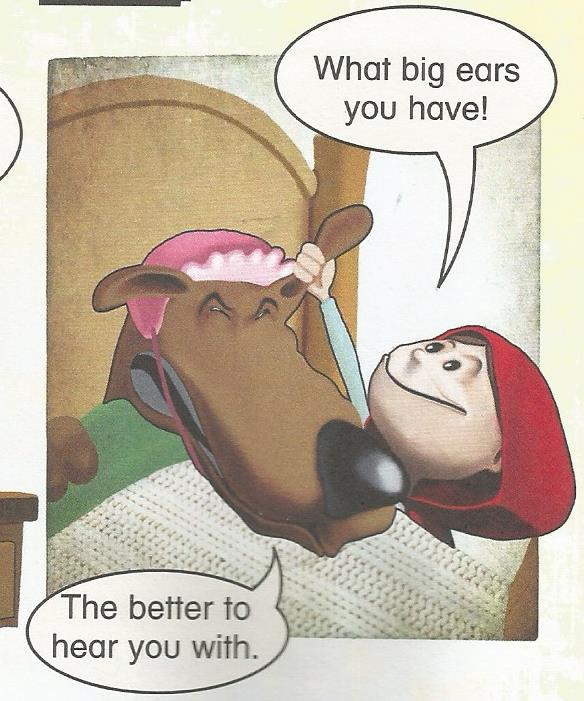 What big ears
you have!
The better to
hear you with.